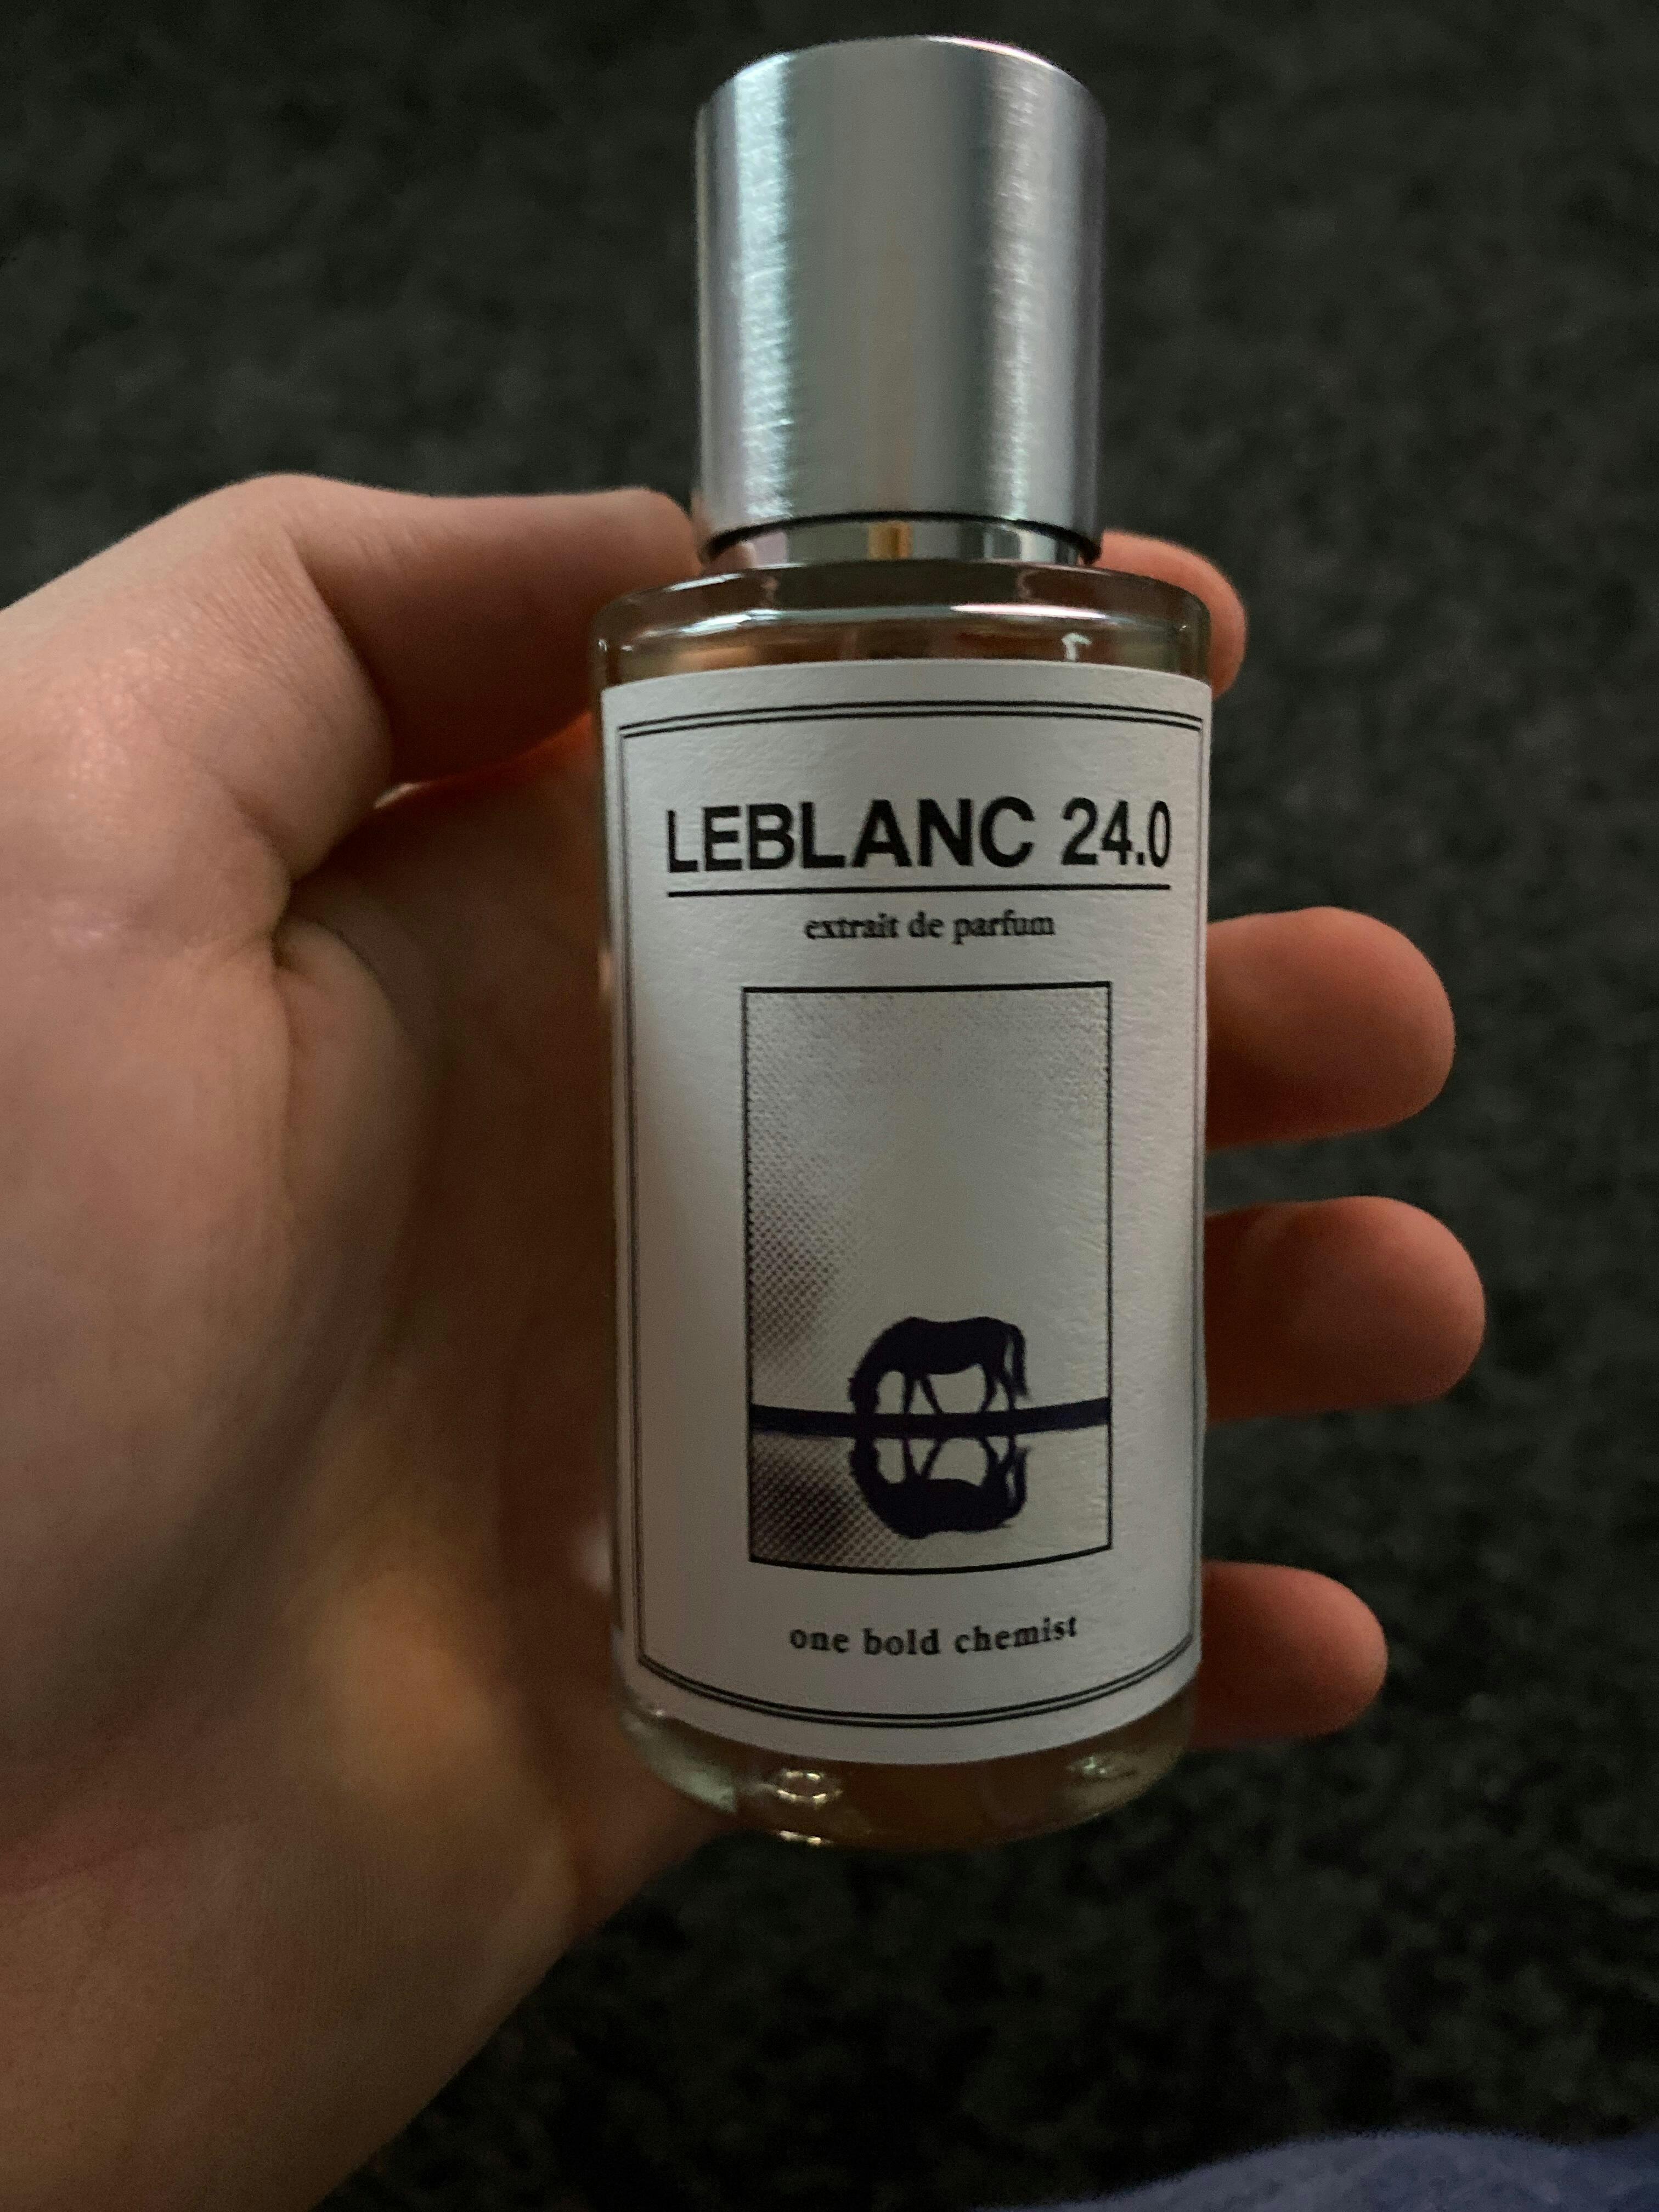 LEBLANC 24.0
extrait de parfum
one bold chemist